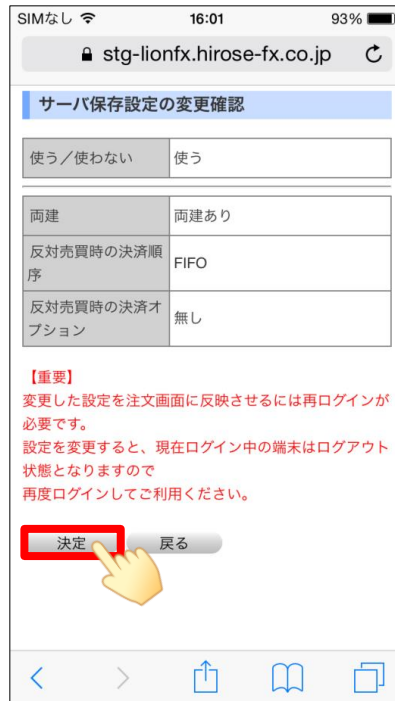 SIMなし 16:01 93%
stg-lionfx.hirose-fx.co.jp
サーバ保存設定の変更確認
使う／使わない 使う
両建 両建あり
反対売買時の決済順
序 FIFO
反対売買時の決済オ
プション 無し
【重要】
変更した設定を注文画面に反映させるには再ログインが
必要です。
設定を変更すると、現在ログイン中の端末はログアウト
状態となりますので
再度ログインしてご利用ください。
決定 戻る